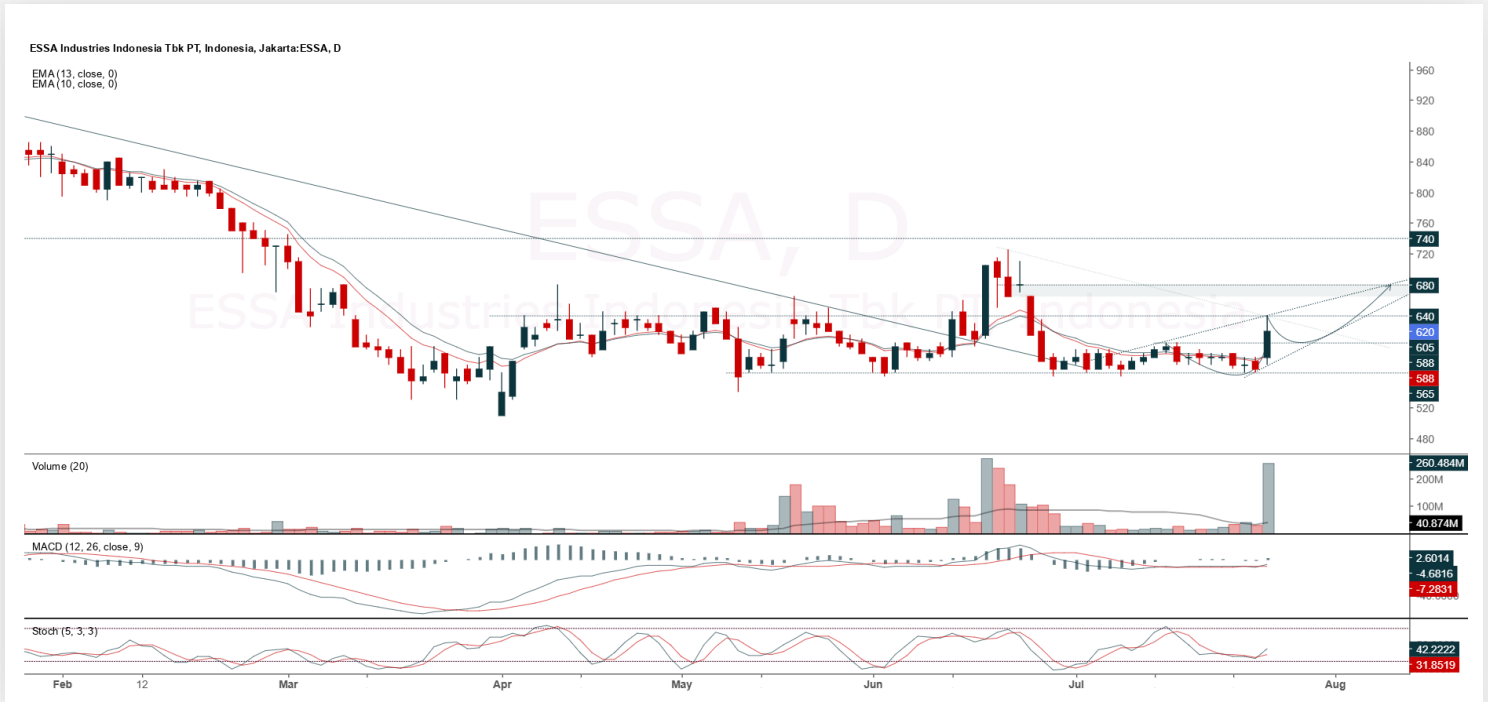 ESSA Industries Indonesia Tbk PT, Indonesia, Jakarta:ESSA, D
EMA (13, close, 0)
EMA (10, close, 0)
ESSA, D
ESSA Industries Indonesia Tbk PT, Indonesia
960
920
880
840
800
760
740
720
680
640
620
605
588
588
565
520
480
Volume (20)
260.484M
200M
100M
40.874M
MACD (12, 26, close, 9)
2.6014
-4.6816
-7.2831
Stoch (5, 3, 3)
42.2222
31.8519
Feb 12 Mar Apr May Jun Jul Aug